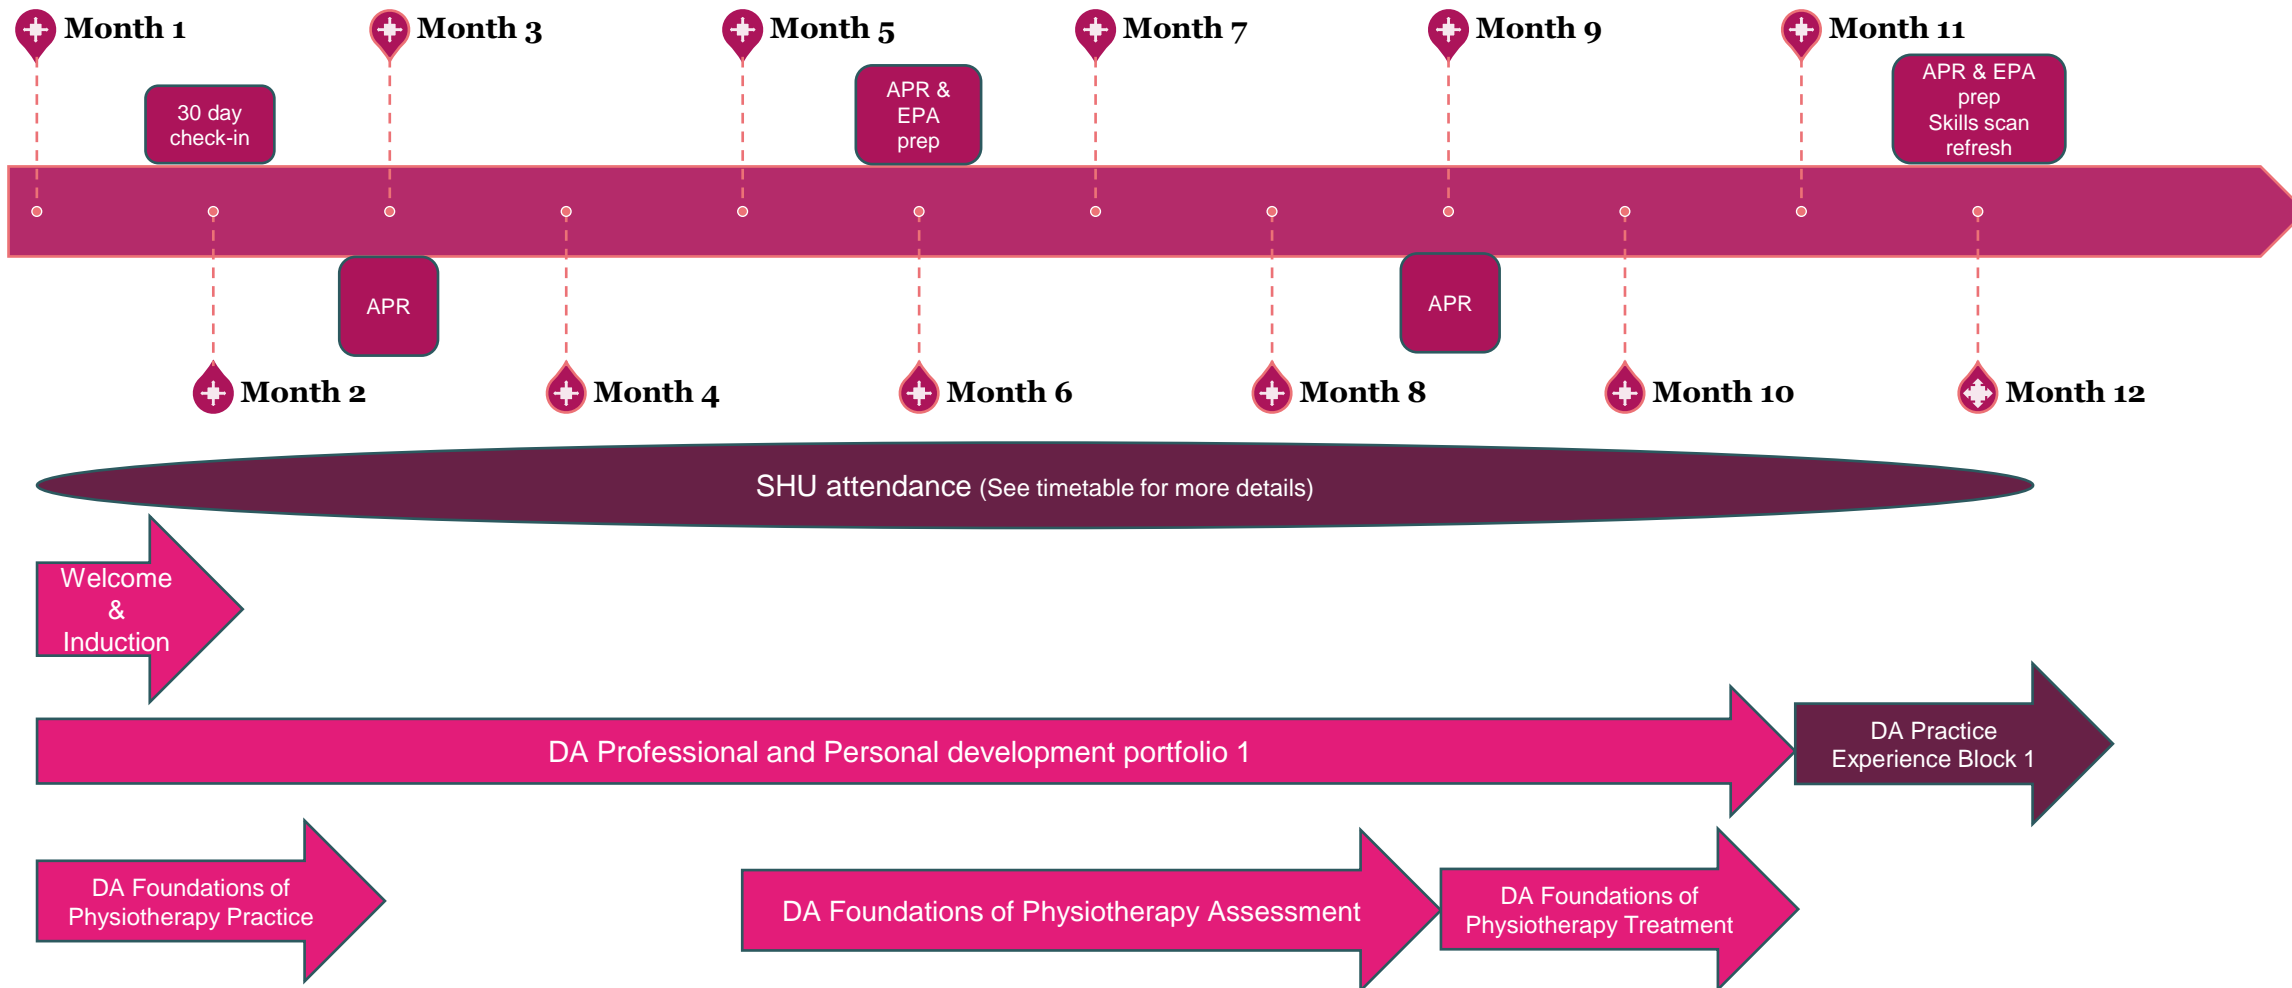 Month 1
Month 3
Month 5
Month 7
Month 9
Month 11
30 day
check-in
APR &
EPA
prep
APR & EPA
prep
Skills scan
refresh
APR
APR
Month 2
Month 4
Month 6
Month 8
Month 10
Month 12
SHU attendance (See timetable for more details)
Welcome
&
Induction
DA Professional and Personal development portfolio 1
DA Practice
Experience Block 1
DA Foundations of
Physiotherapy Practice
DA Foundations of Physiotherapy Assessment
DA Foundations of
Physiotherapy Treatment